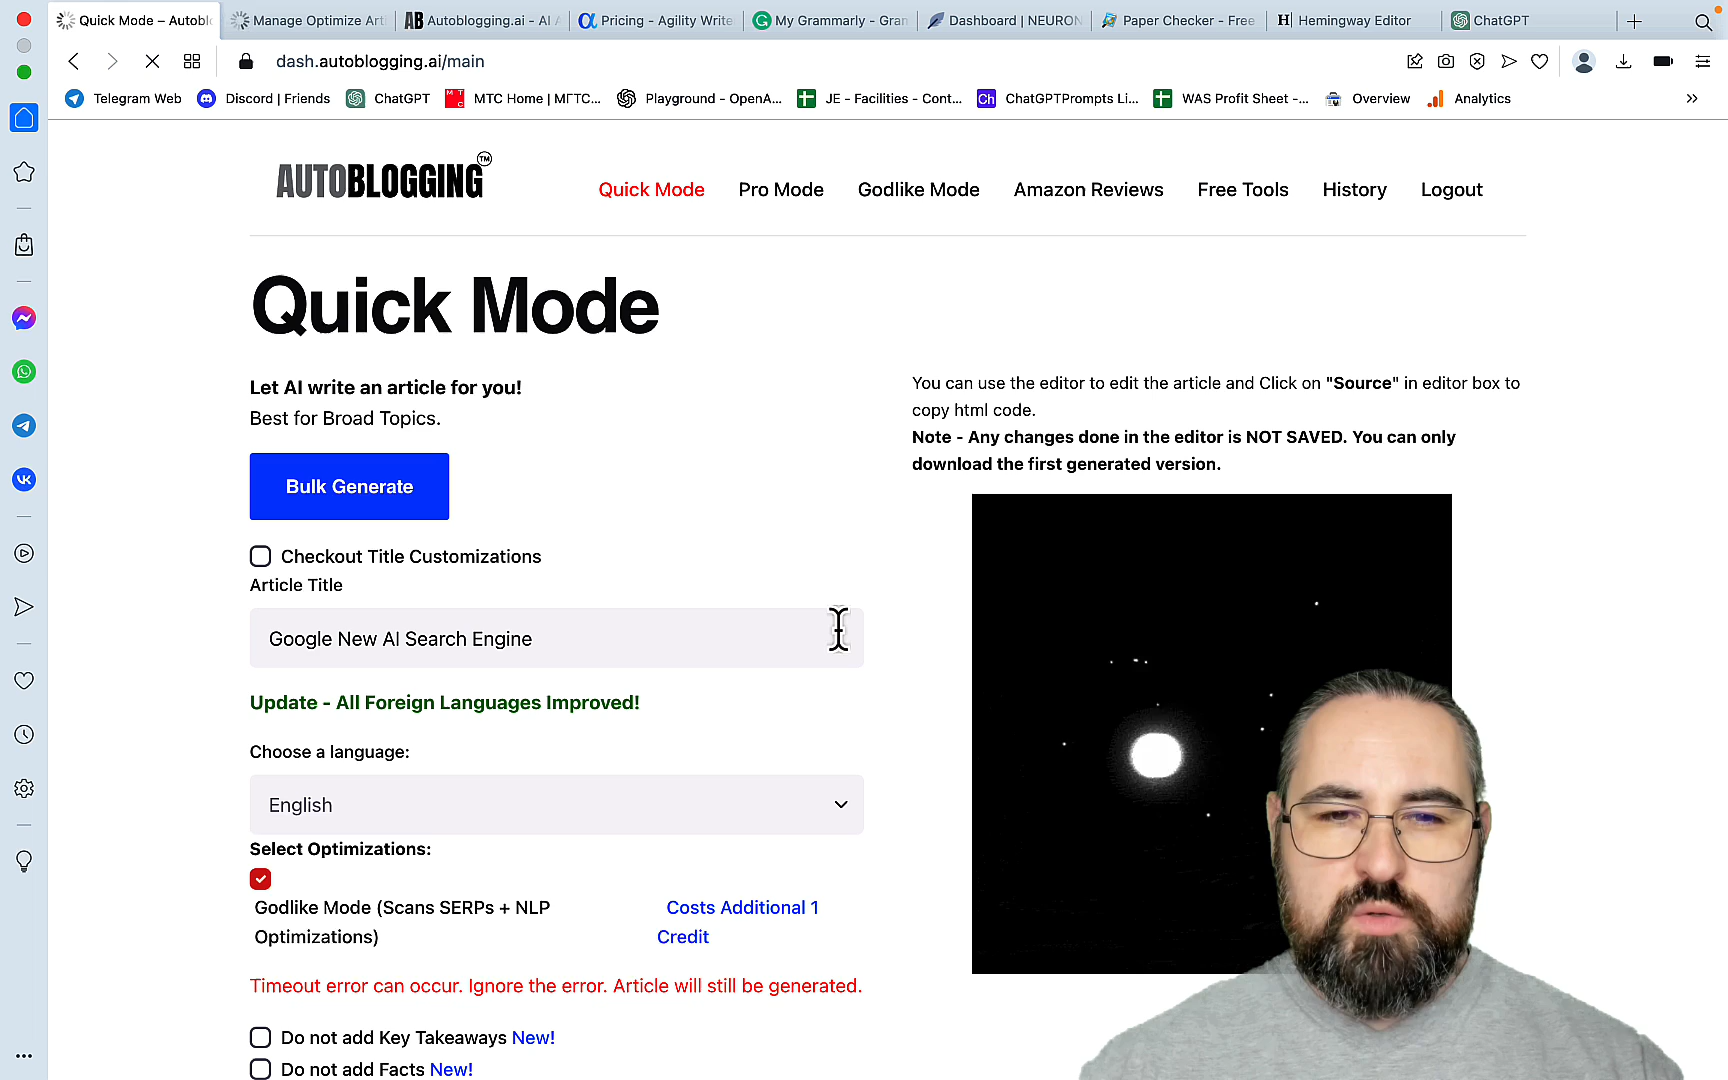 Quick Mode – Autobl
Manage Optimize Art
AB Autoblogging.ai - AI A
Pricing - Agility Write
My Grammarly - Gran
Dashboard | NEURON
Paper Checker - Free
H Hemingway Editor
ChatGPT
dash.autoblogging.ai/main
Telegram Web
Discord | Friends
ChatGPT
MTC Home | МГТС...
Playground - OpenA...
JE - Facilities - Cont...
Ch ChatGPTPrompts Li...
WAS Profit Sheet -...
Overview
Analytics
AUTOBLOGGING TM
Quick Mode
Pro Mode
Godlike Mode
Amazon Reviews
Free Tools
History
Logout
Quick Mode
Let AI write an article for you!
Best for Broad Topics.
Bulk Generate
Checkout Title Customizations
Article Title
Google New AI Search Engine
Update - All Foreign Languages Improved!
Choose a language:
English
Select Optimizations:
Godlike Mode (Scans SERPs + NLP
Optimizations)
Costs Additional 1
Credit
Timeout error can occur. Ignore the error. Article will still be generated.
Do not add Key Takeaways New!
Do not add Facts New!
You can use the editor to edit the article and Click on "Source" in editor box to
copy html code.
Note - Any changes done in the editor is NOT SAVED. You can only
download the first generated version.